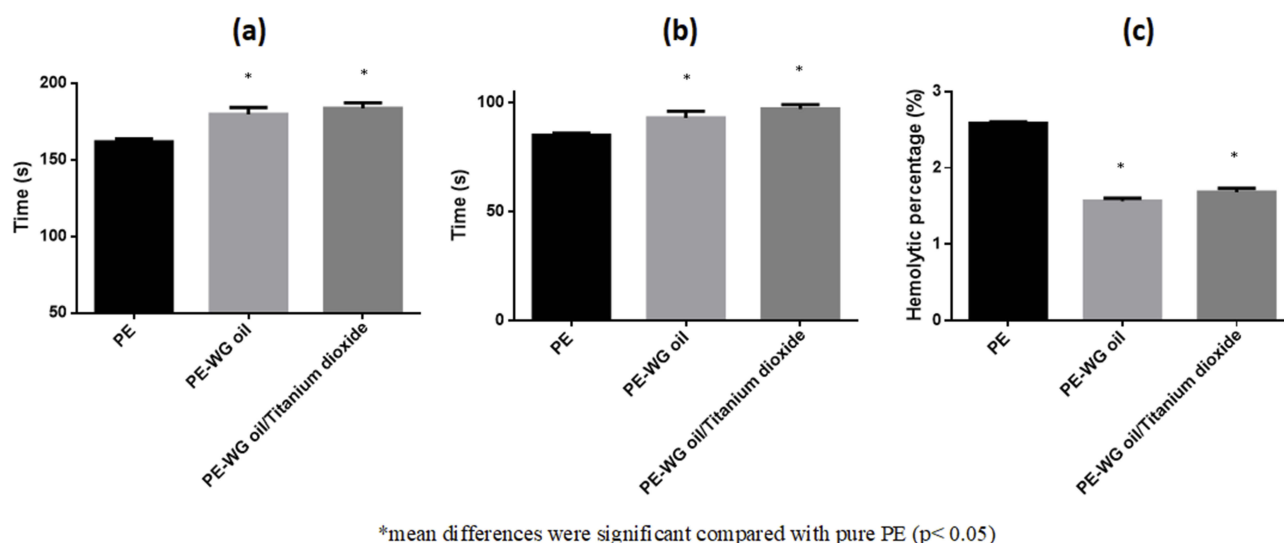 (a)
Time (s)
200
150
100
50
PE
PE-WG oil
PE-WG oil/Titanium dioxide
*
*
(b)
Time (s)
100
50
0
PE
PE-WG oil
PE-WG oil/Titanium dioxide
*
*
(c)
Hemolytic percentage (%)
3
2
1
0
PE
PE-WG oil
PE-WG oil/Titanium dioxide
*
*
*mean differences were significant compared with pure PE (p< 0.05)